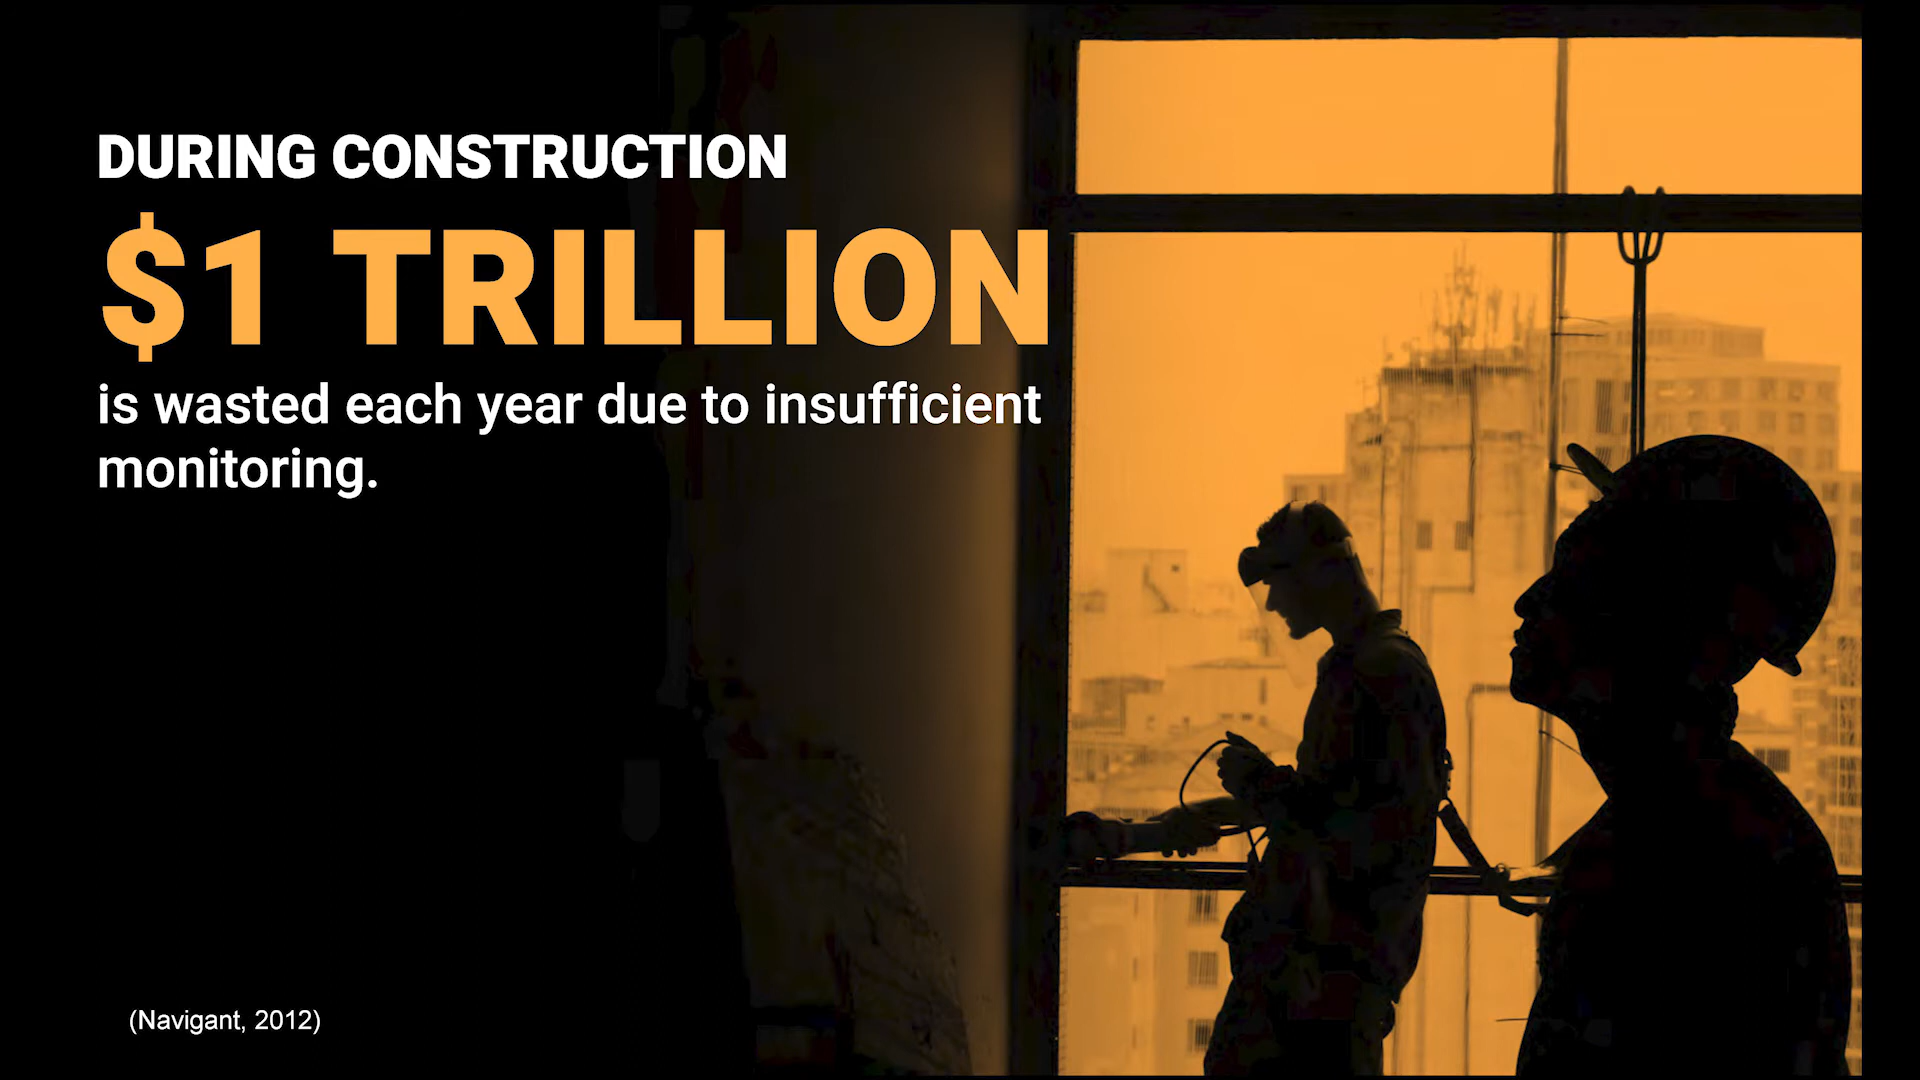 DURING CONSTRUCTION
$1 TRILLION
is wasted each year due to insufficient
monitoring.
(Navigant, 2012)